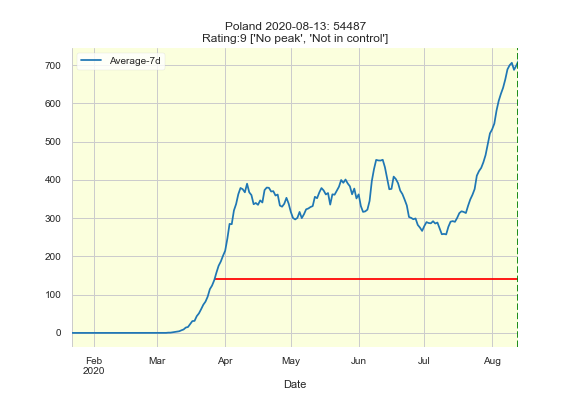 Poland 2020-08-13: 54487
Rating:9 ['No peak', 'Not in control']
Average-7d
700
600
500
400
300
200
100
0
Feb Mar Apr May Jun Jul Aug
2020
Date